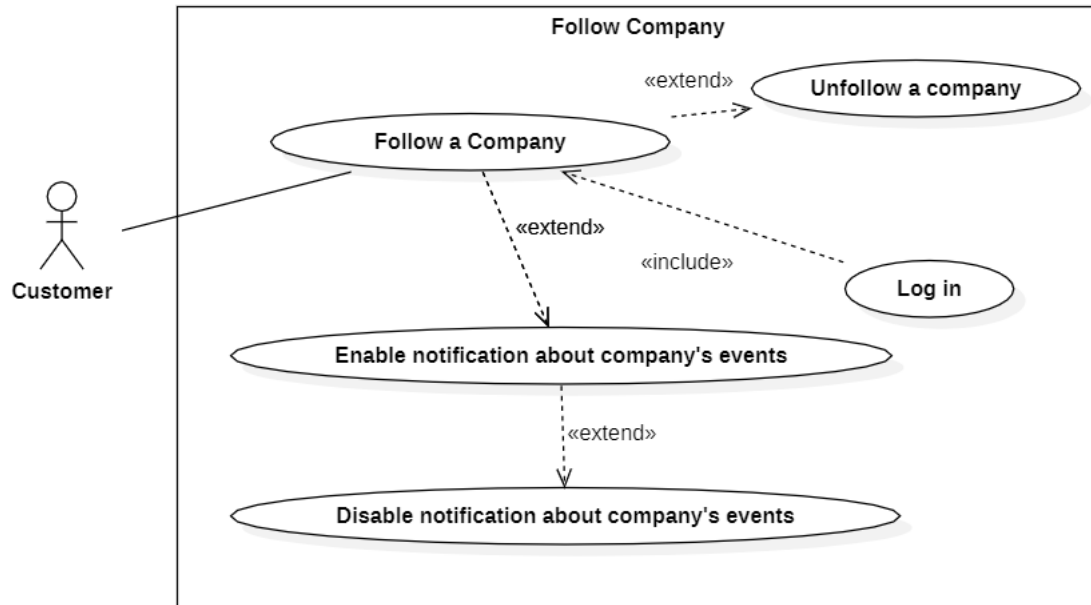 Follow Company
«extend»
Unfollow a company
Follow a Company
«extend»
«include»
Log in
Customer
Enable notification about company's events
«extend»
Disable notification about company's events